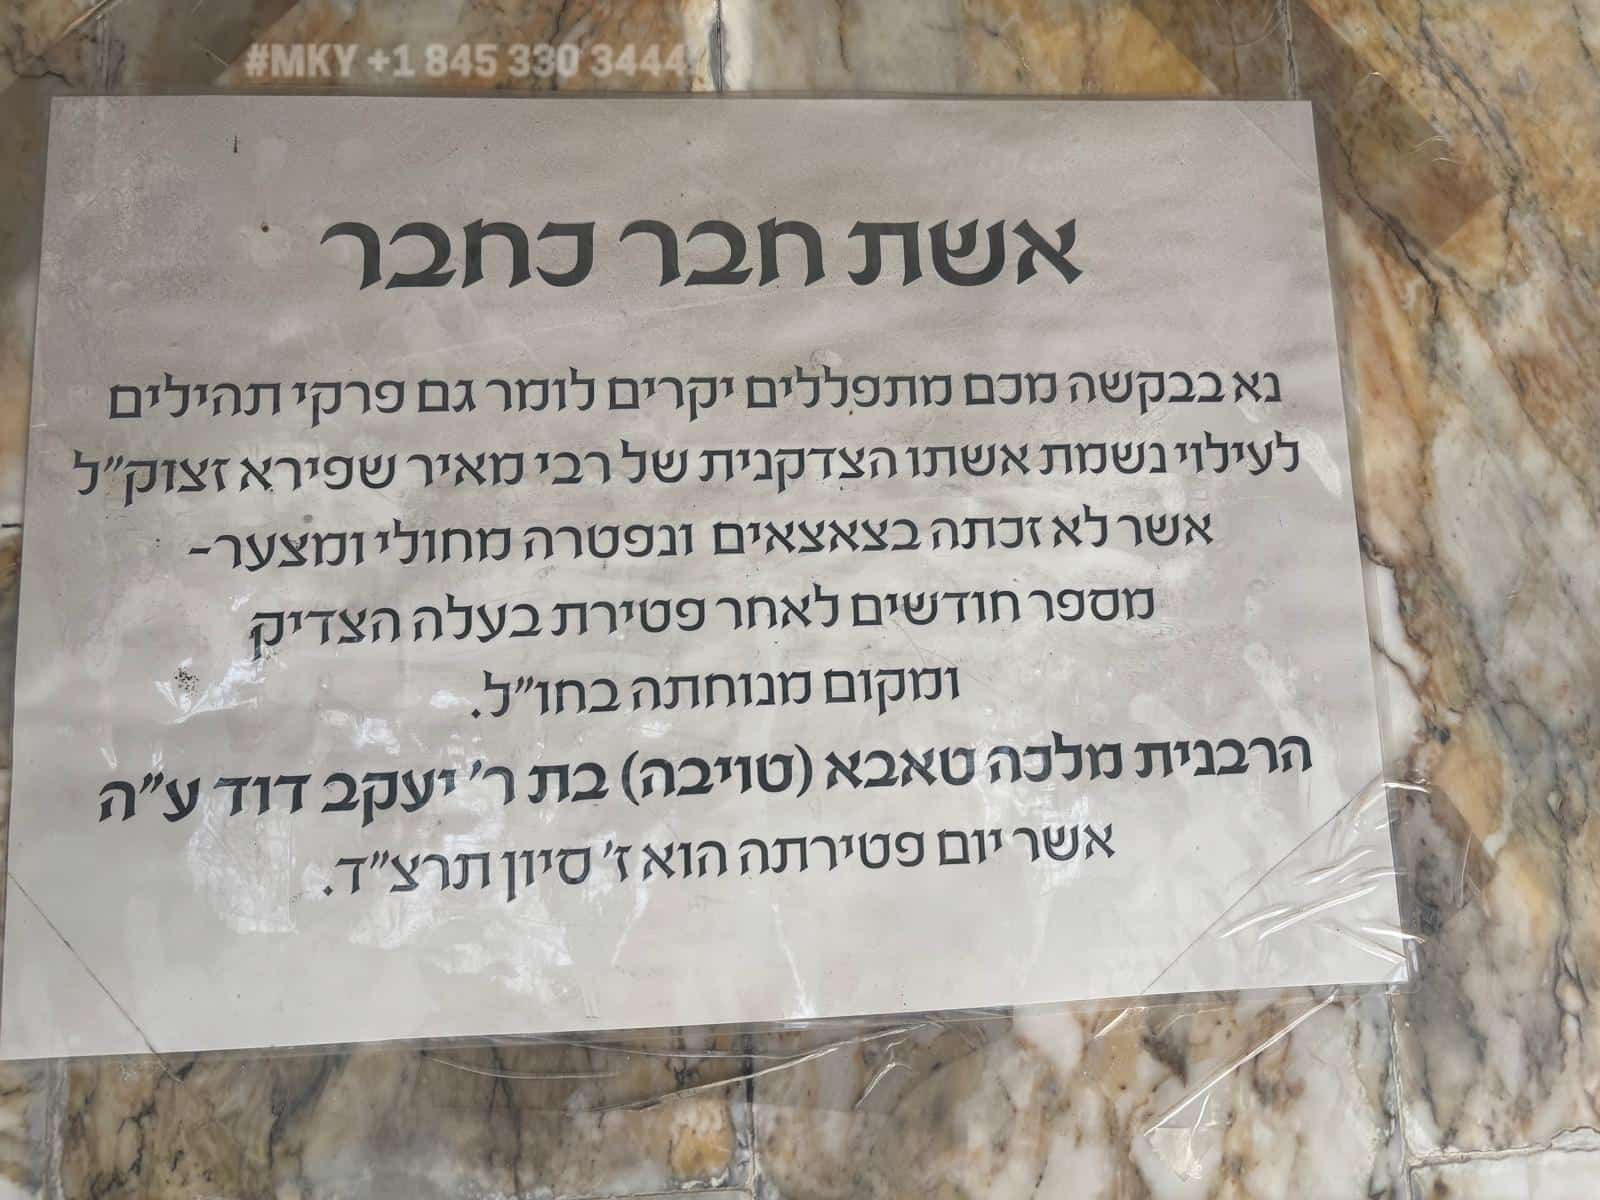 #MKY +1 845 330 3444
אשת חבר כחבר
נא בבקשה מכם מתפללים יקרים לומר גם פרקי תהילים
לעילוי נשמת אשתו הצדקנית של רבי מאיר שפירא זצוק"ל
אשר לא זכתה בצאצאים ונפטרה מחולי ומצער-
מספר חודשים לאחר פטירת בעלה הצדיק
ומקום מנוחתה בחו"ל.
הרבנית מלכה טאבא (טויבה) בת ר' יעקב דוד ע"ה
אשר יום פטירתה הוא ז' סיון תרצ"ד.